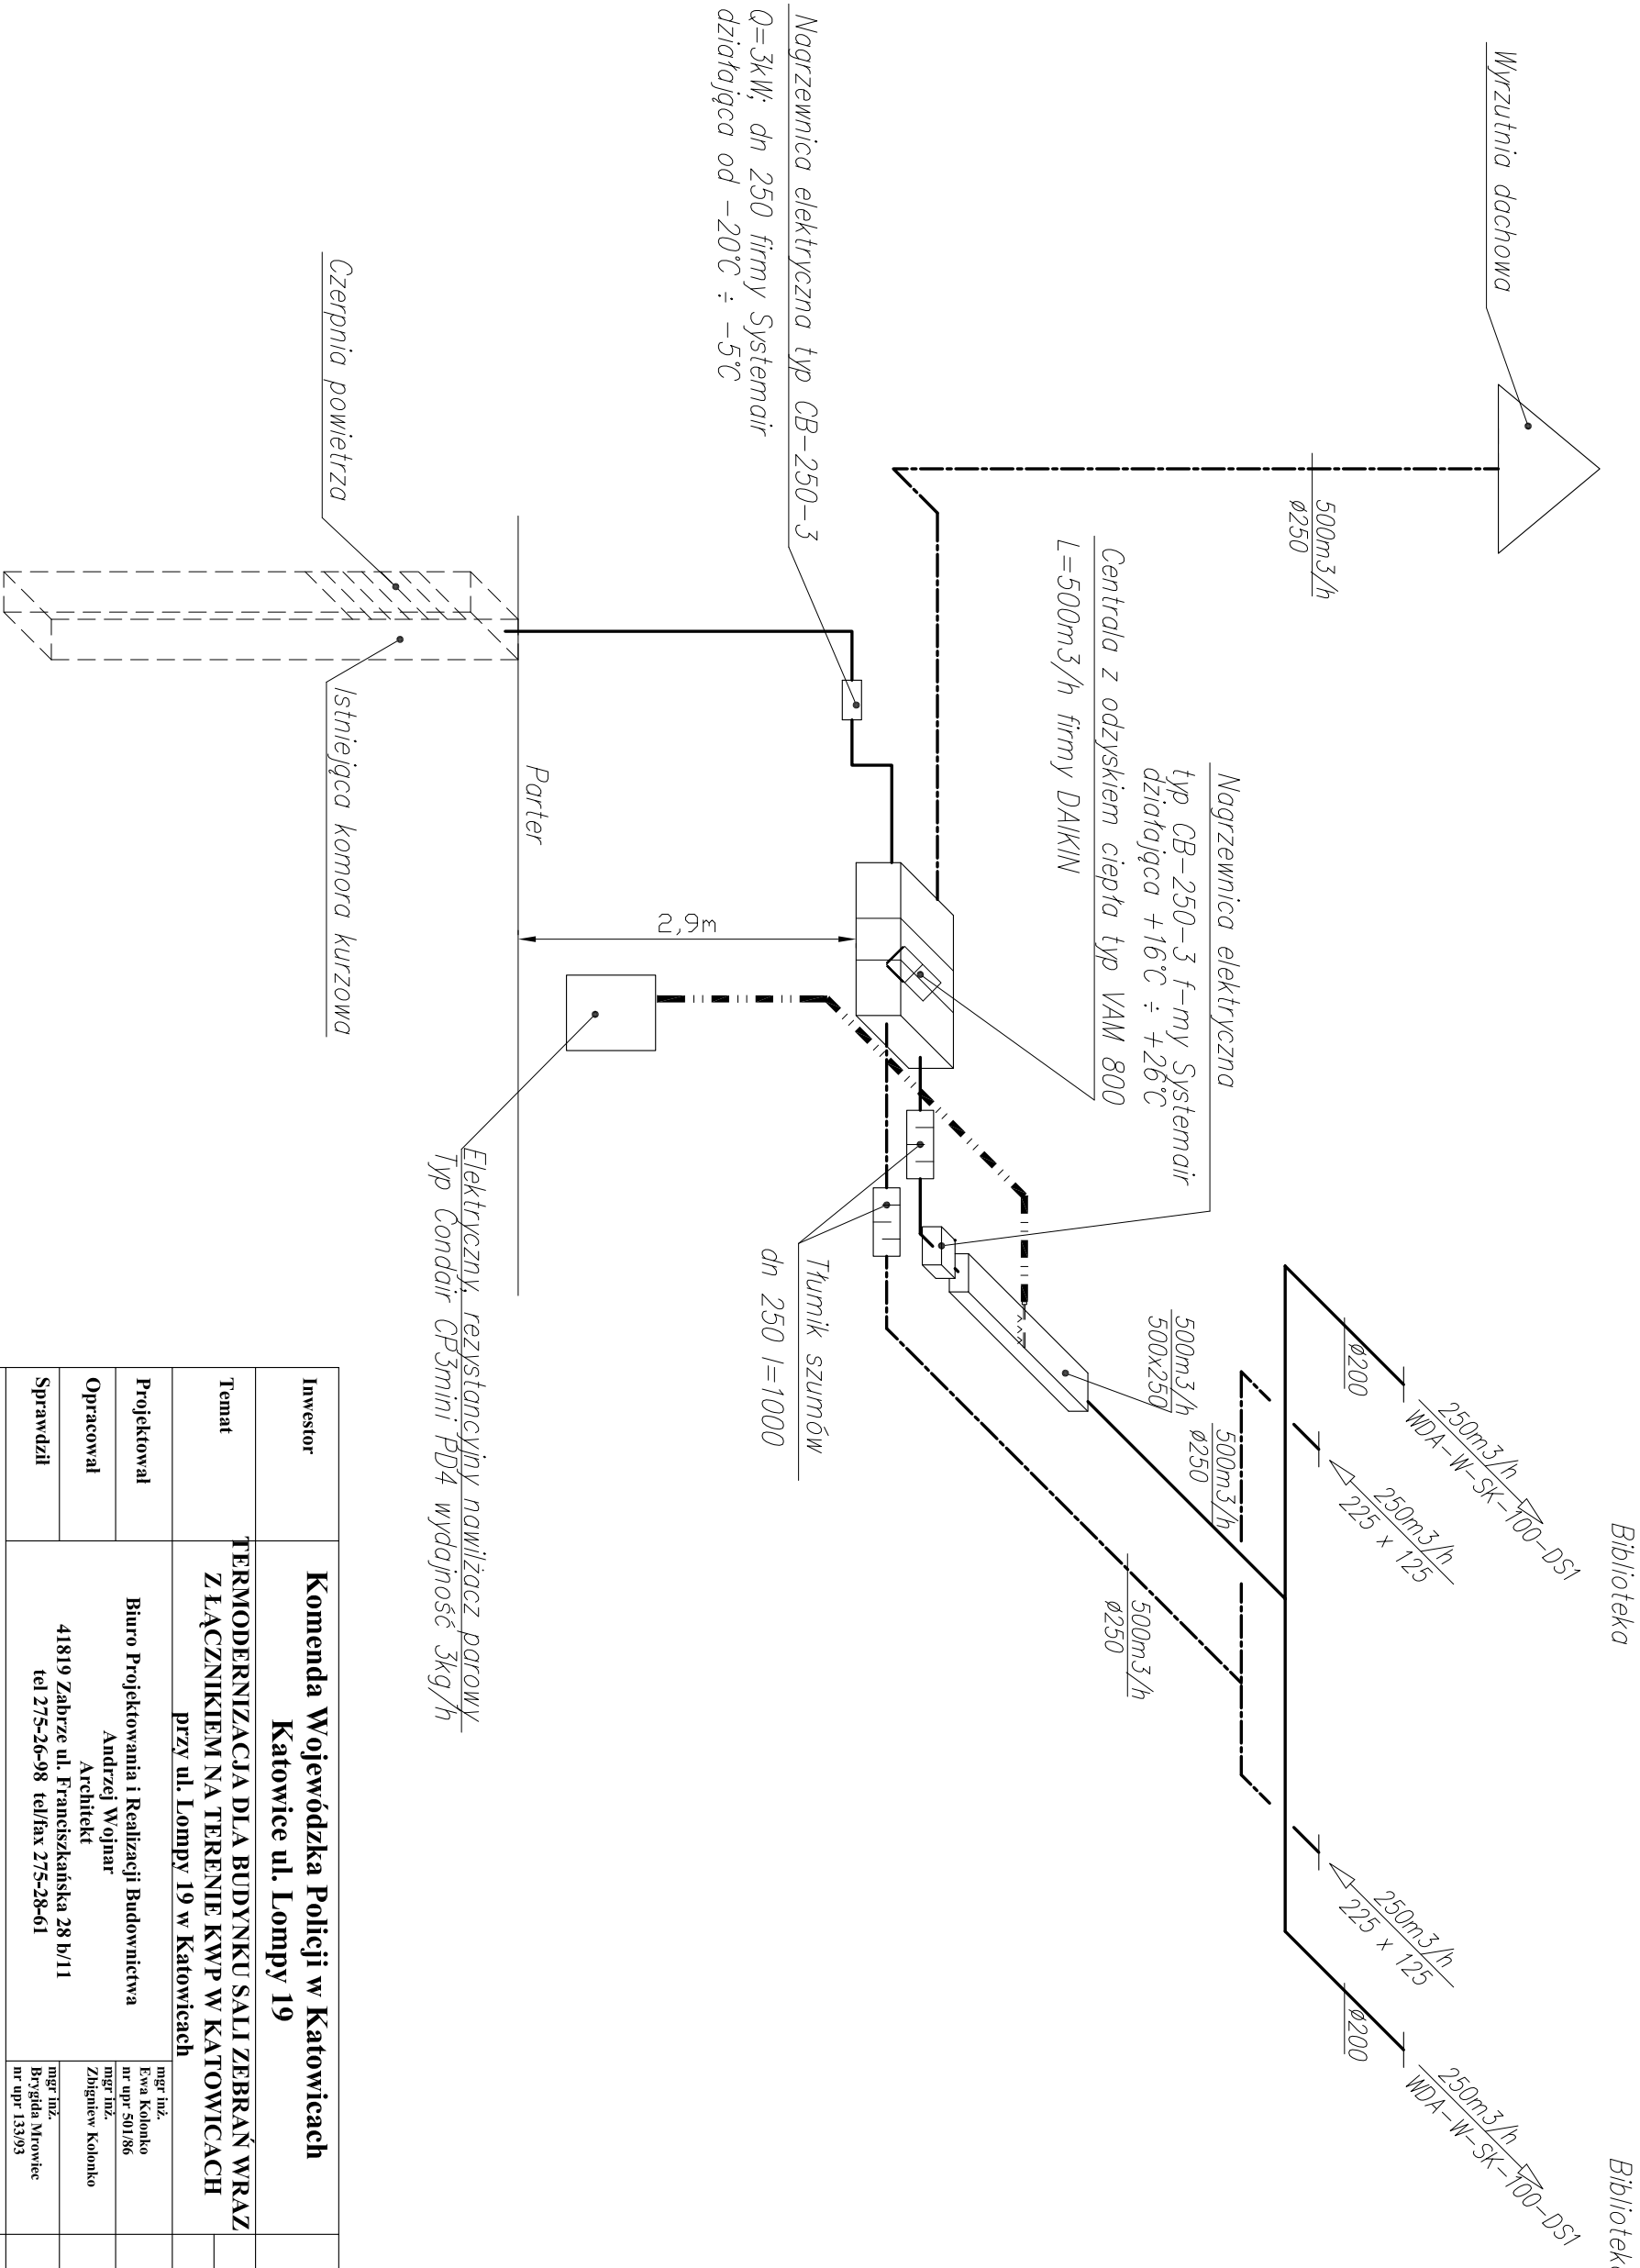 Biblioteka
Biblioteka
Wyrzutnia dachowa
500m3/h
ø250
250m3/h
WDA-W-SK-100-DS1
ø200
250m3/h
225 x 125
250m3/h
WDA-W-SK-100-DS1
ø200
250m3/h
225 x 125
Nagrzewnica elektryczna
typ CB-250-3 f-my Systemair
działająca +16°C ÷ +26°C
500m3/h
ø250
500m3/h
500x250
500m3/h
ø250
Centrala z odzyskiem ciepła typ VAM 800
L=500m3/h firmy DAIKIN
Nagrzewnica elektryczna typ CB-250-3
Q=3kW; dn 250 firmy Systemair
działająca od -20°C ÷ -5°C
Tłumik szumów
dn 250 l=1000
2,9m
Parter
Elektryczny, rezystancyjny nawilżacz parowy
Typ Condair CP3mini PD4 wydajność 3kg/h
Czerpnia powietrza
Istniejąca komora kurzowa
Inwestor
Komenda Wojewódzka Policji w Katowicach
Katowice ul. Lompy 19
Temat
TERMODERNIZACJA DLA BUDYNKU SALI ZEBRAŃ WRAZ
Z ŁĄCZNIKIEM NA TERENIE KWP W KATOWICACH
przy ul. Lompy 19 w Katowicach
Projektował
Opracował
Sprawdził
Biuro Projektowania i Realizacji Budownictwa
Andrzej Wojnar
Architekt
41819 Zabrze ul. Franciszkańska 28 b/11
tel 275-26-98 tel/fax 275-28-61
mgr inż.
Ewa Kolonko
nr upr 501/86
mgr inż.
Zbigniew Kolonko
mgr inż.
Brygida Mrowiec
nr upr 133/93